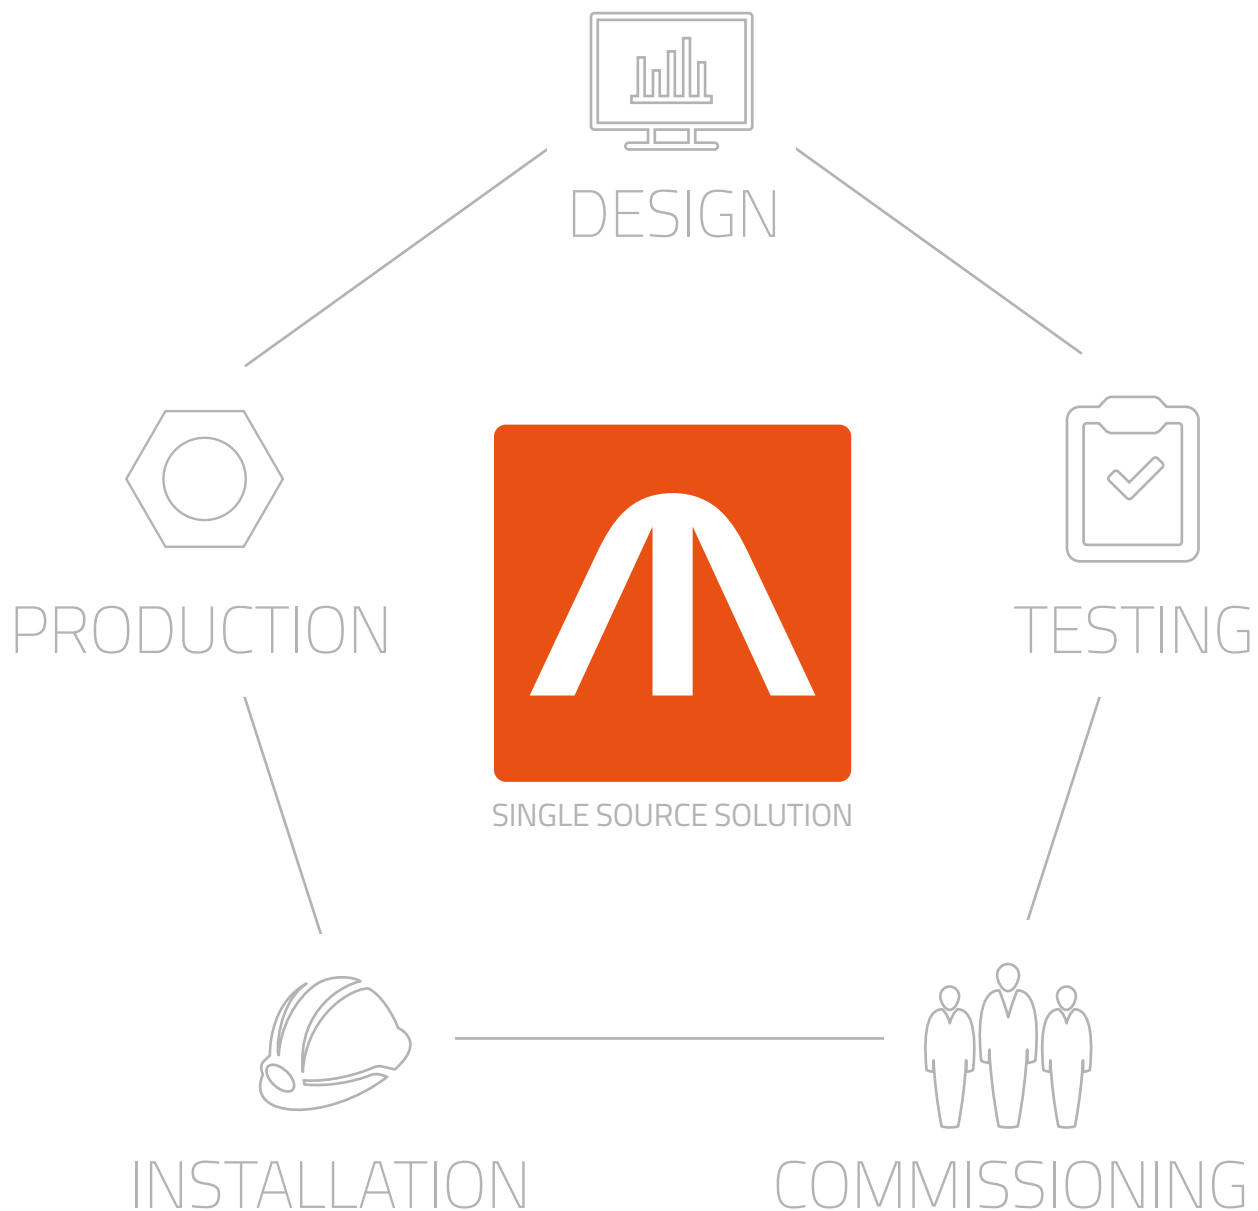 DESIGN
PRODUCTION
TESTING
SINGLE SOURCE SOLUTION
INSTALLATION
COMMISSIONING